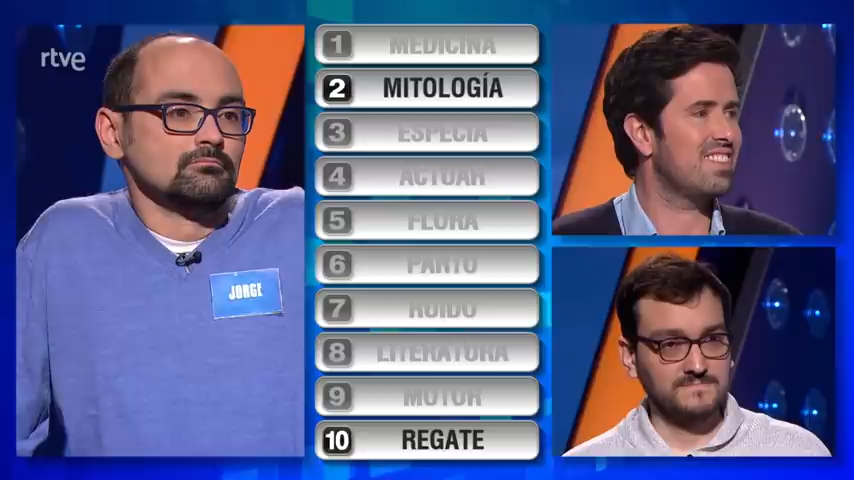 rtve
1 MEDICINA
2 MITOLOGÍA
3 ESPECIA
4 ACTUAR
5 FLORA
6 PARTO
7 RUIDO
8 LITERATURA
9 MOTOR
10 REGATE
JORGE